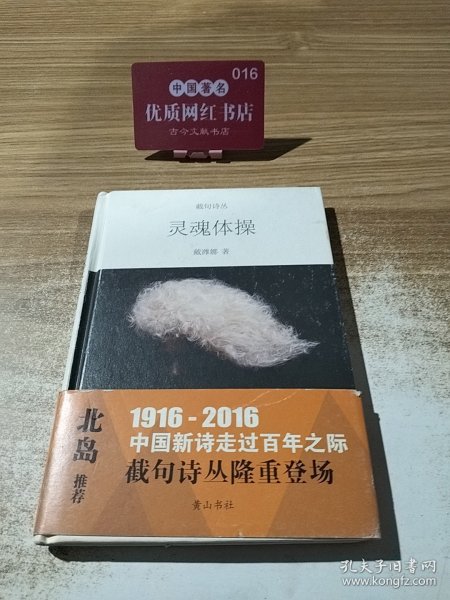 016
中国著名
优质网红书店
古今文献书店
截句诗丛
灵魂体操
戴潍娜 著
北岛
推荐
1916-2016
中国新诗走过百年之际
截句诗丛隆重登场
黄山书社
孔夫子旧书网
www.kongfz.com